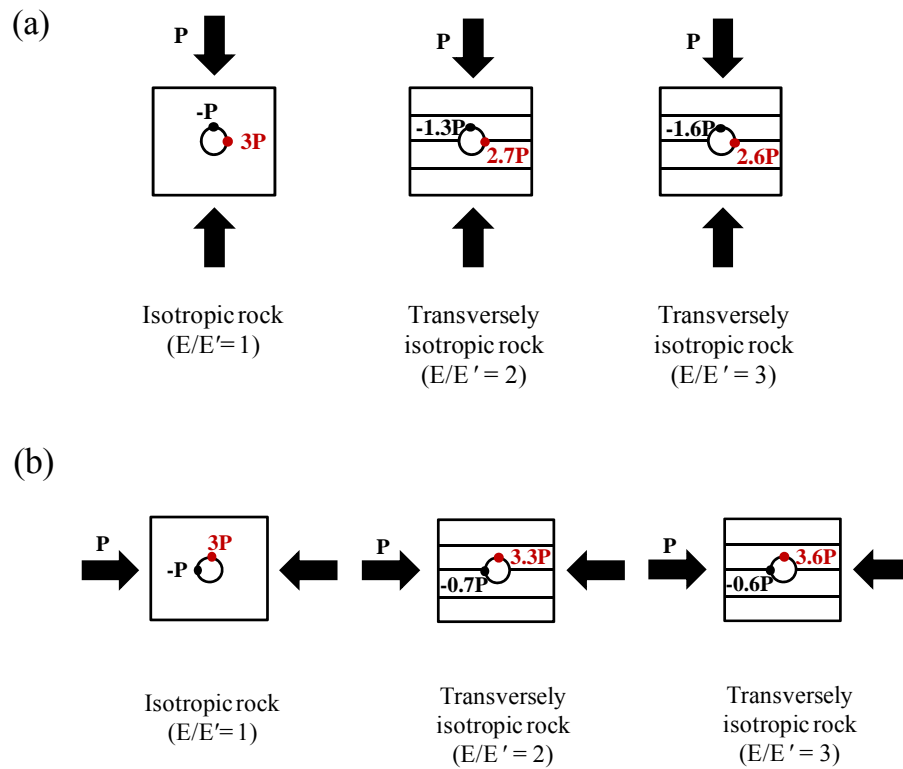 (a)
P
P
P
-P
3P
-1.3P
2.7P
-1.6P
2.6P
Isotropic rock
(E/E′= 1)
Transversely
isotropic rock
(E/E ′ = 2)
Transversely
isotropic rock
(E/E ′ = 3)
(b)
P
3P
-P
P
3.3P
-0.7P
P
3.6P
-0.6P
Isotropic rock
(E/E′= 1)
Transversely
isotropic rock
(E/E ′ = 2)
Transversely
isotropic rock
(E/E ′ = 3)